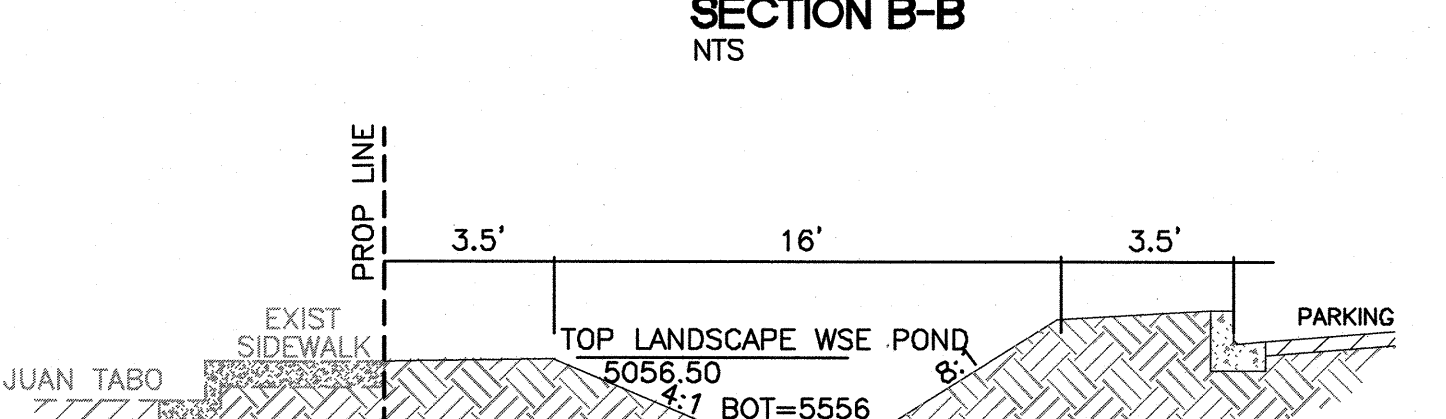 SECTION B-B
NTS
PROP LINE
3.5'
16'
3.5'
EXIST
SIDEWALK
TOP LANDSCAPE WSE POND
PARKING
JUAN TABO
5056.50
4:1
8:1
BOT=5556